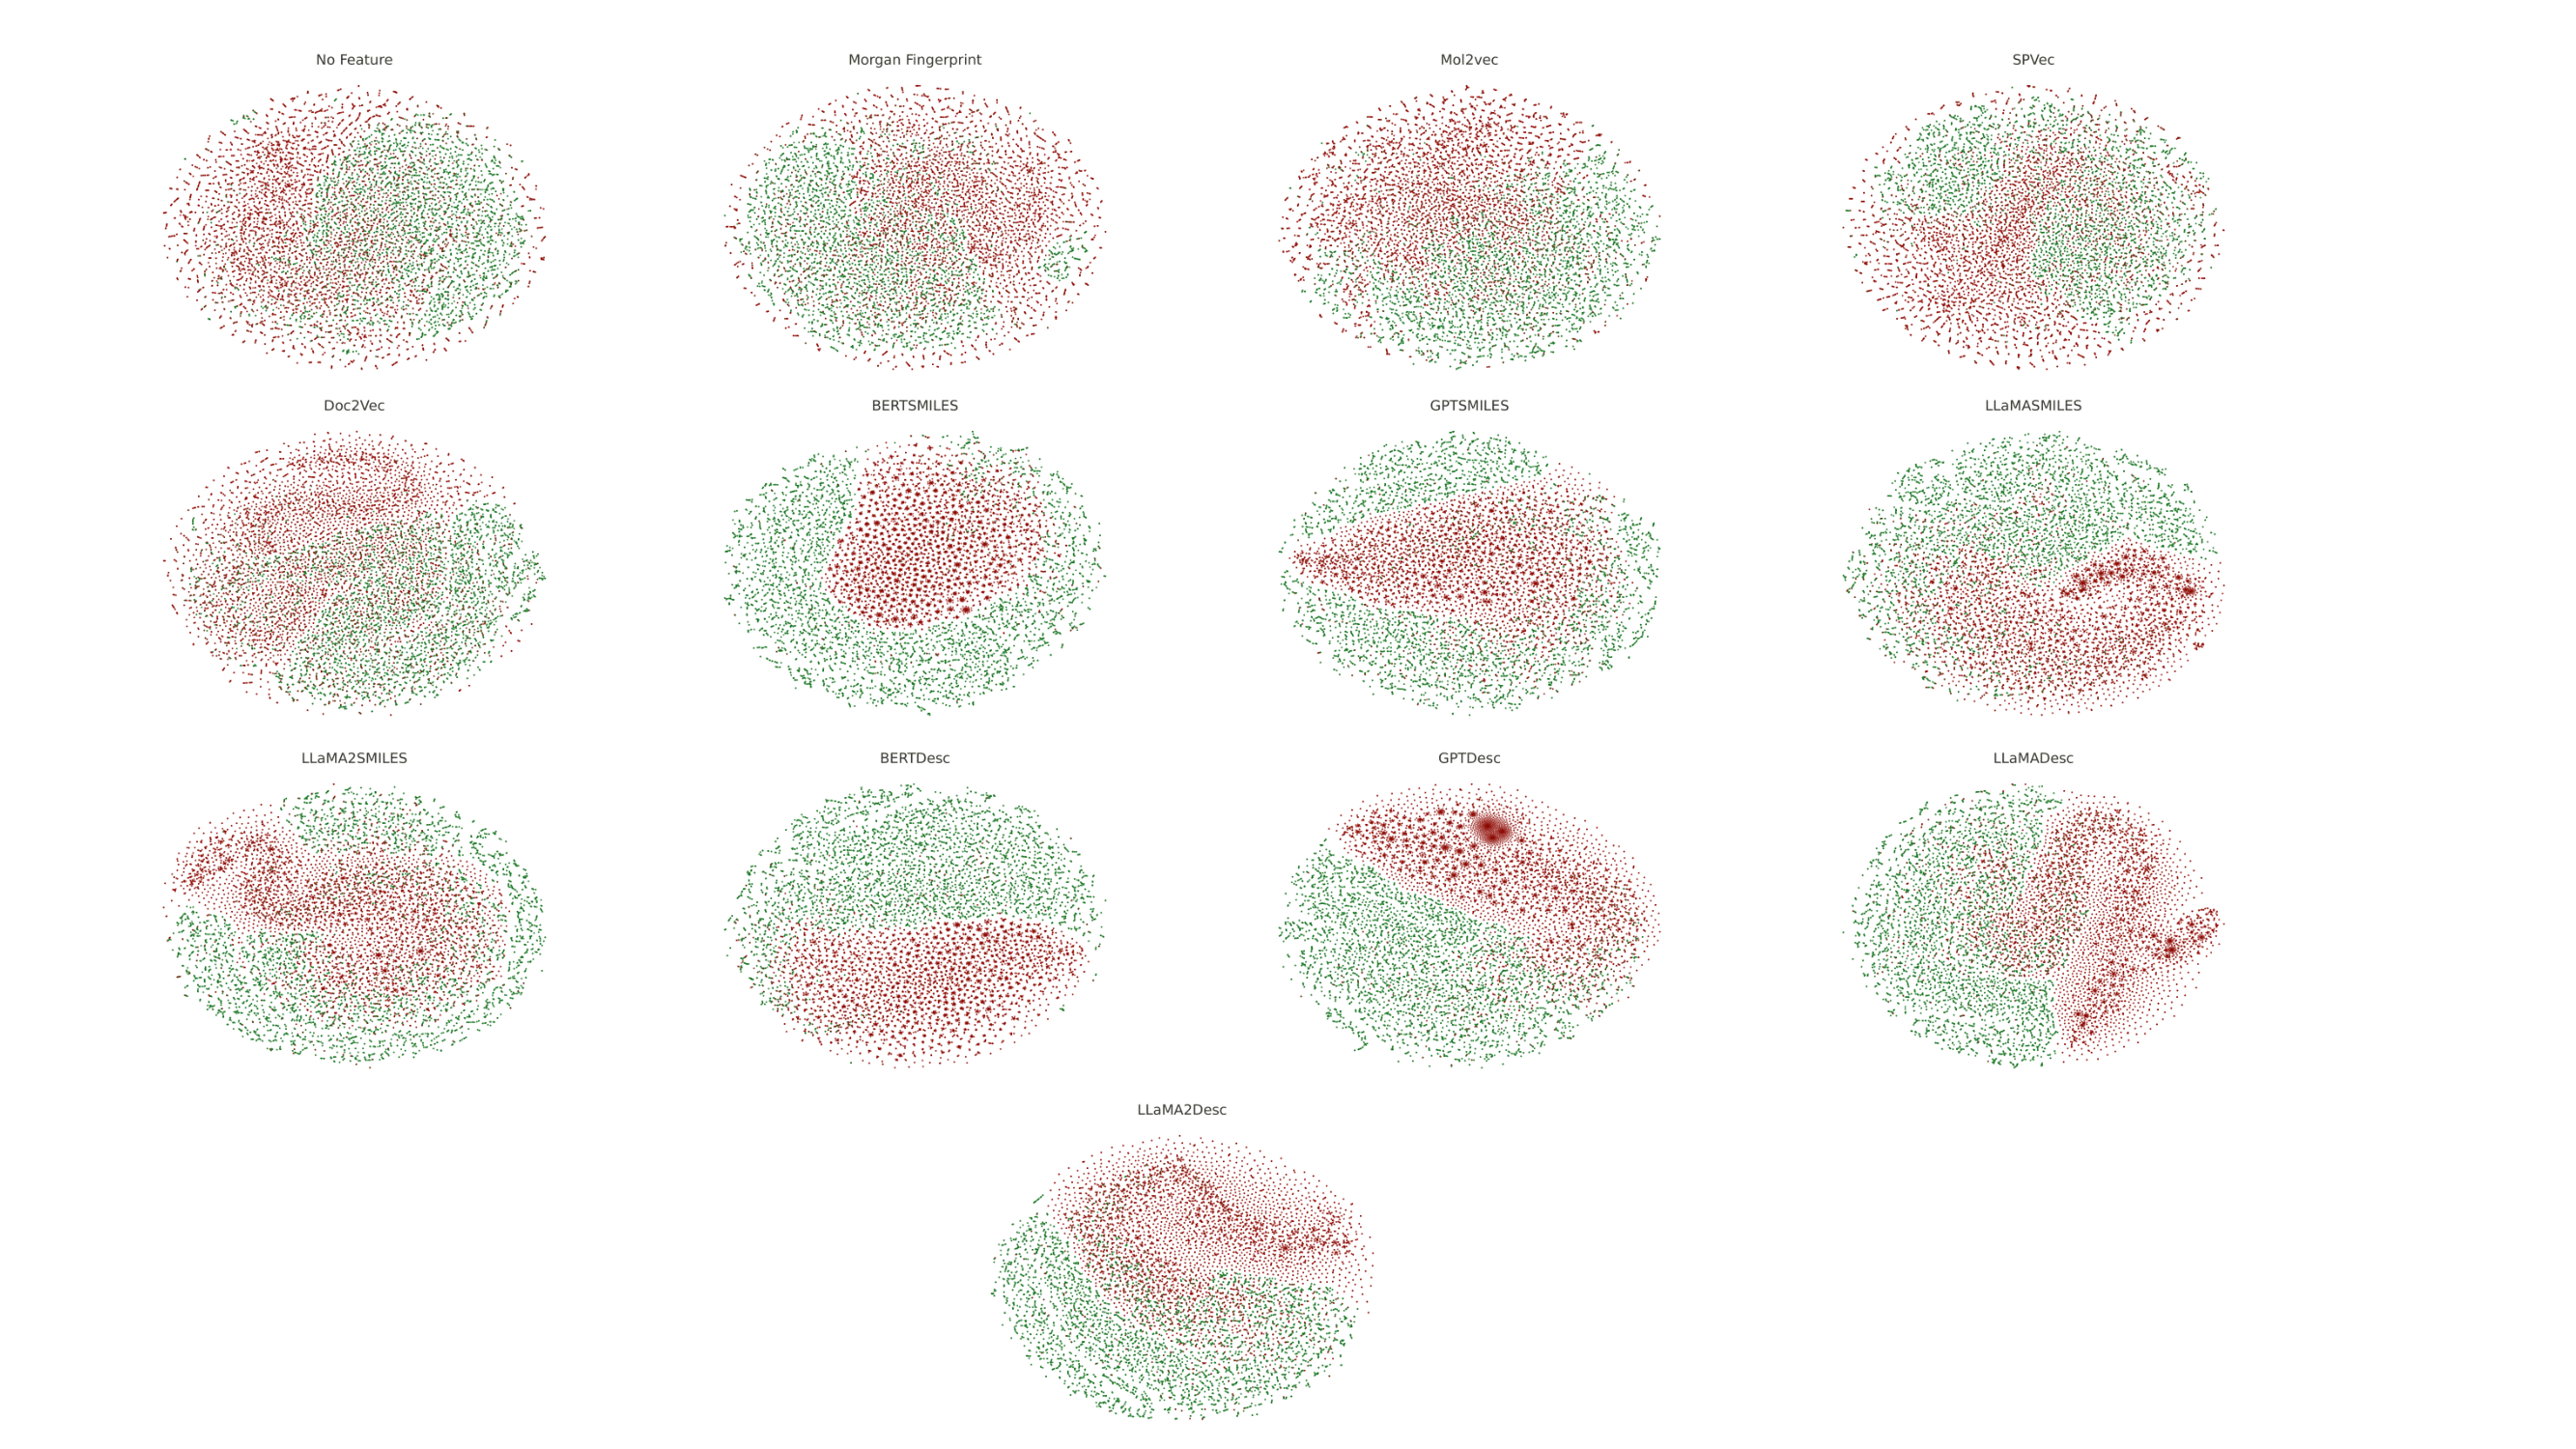 No Feature
Morgan Fingerprint
Mol2vec
SPVec
Doc2Vec
BERTSMILES
GPTSMILES
LLaMASMILES
LLaMA2SMILES
BERTDesc
GPTDesc
LLaMADesc
LLaMA2Desc